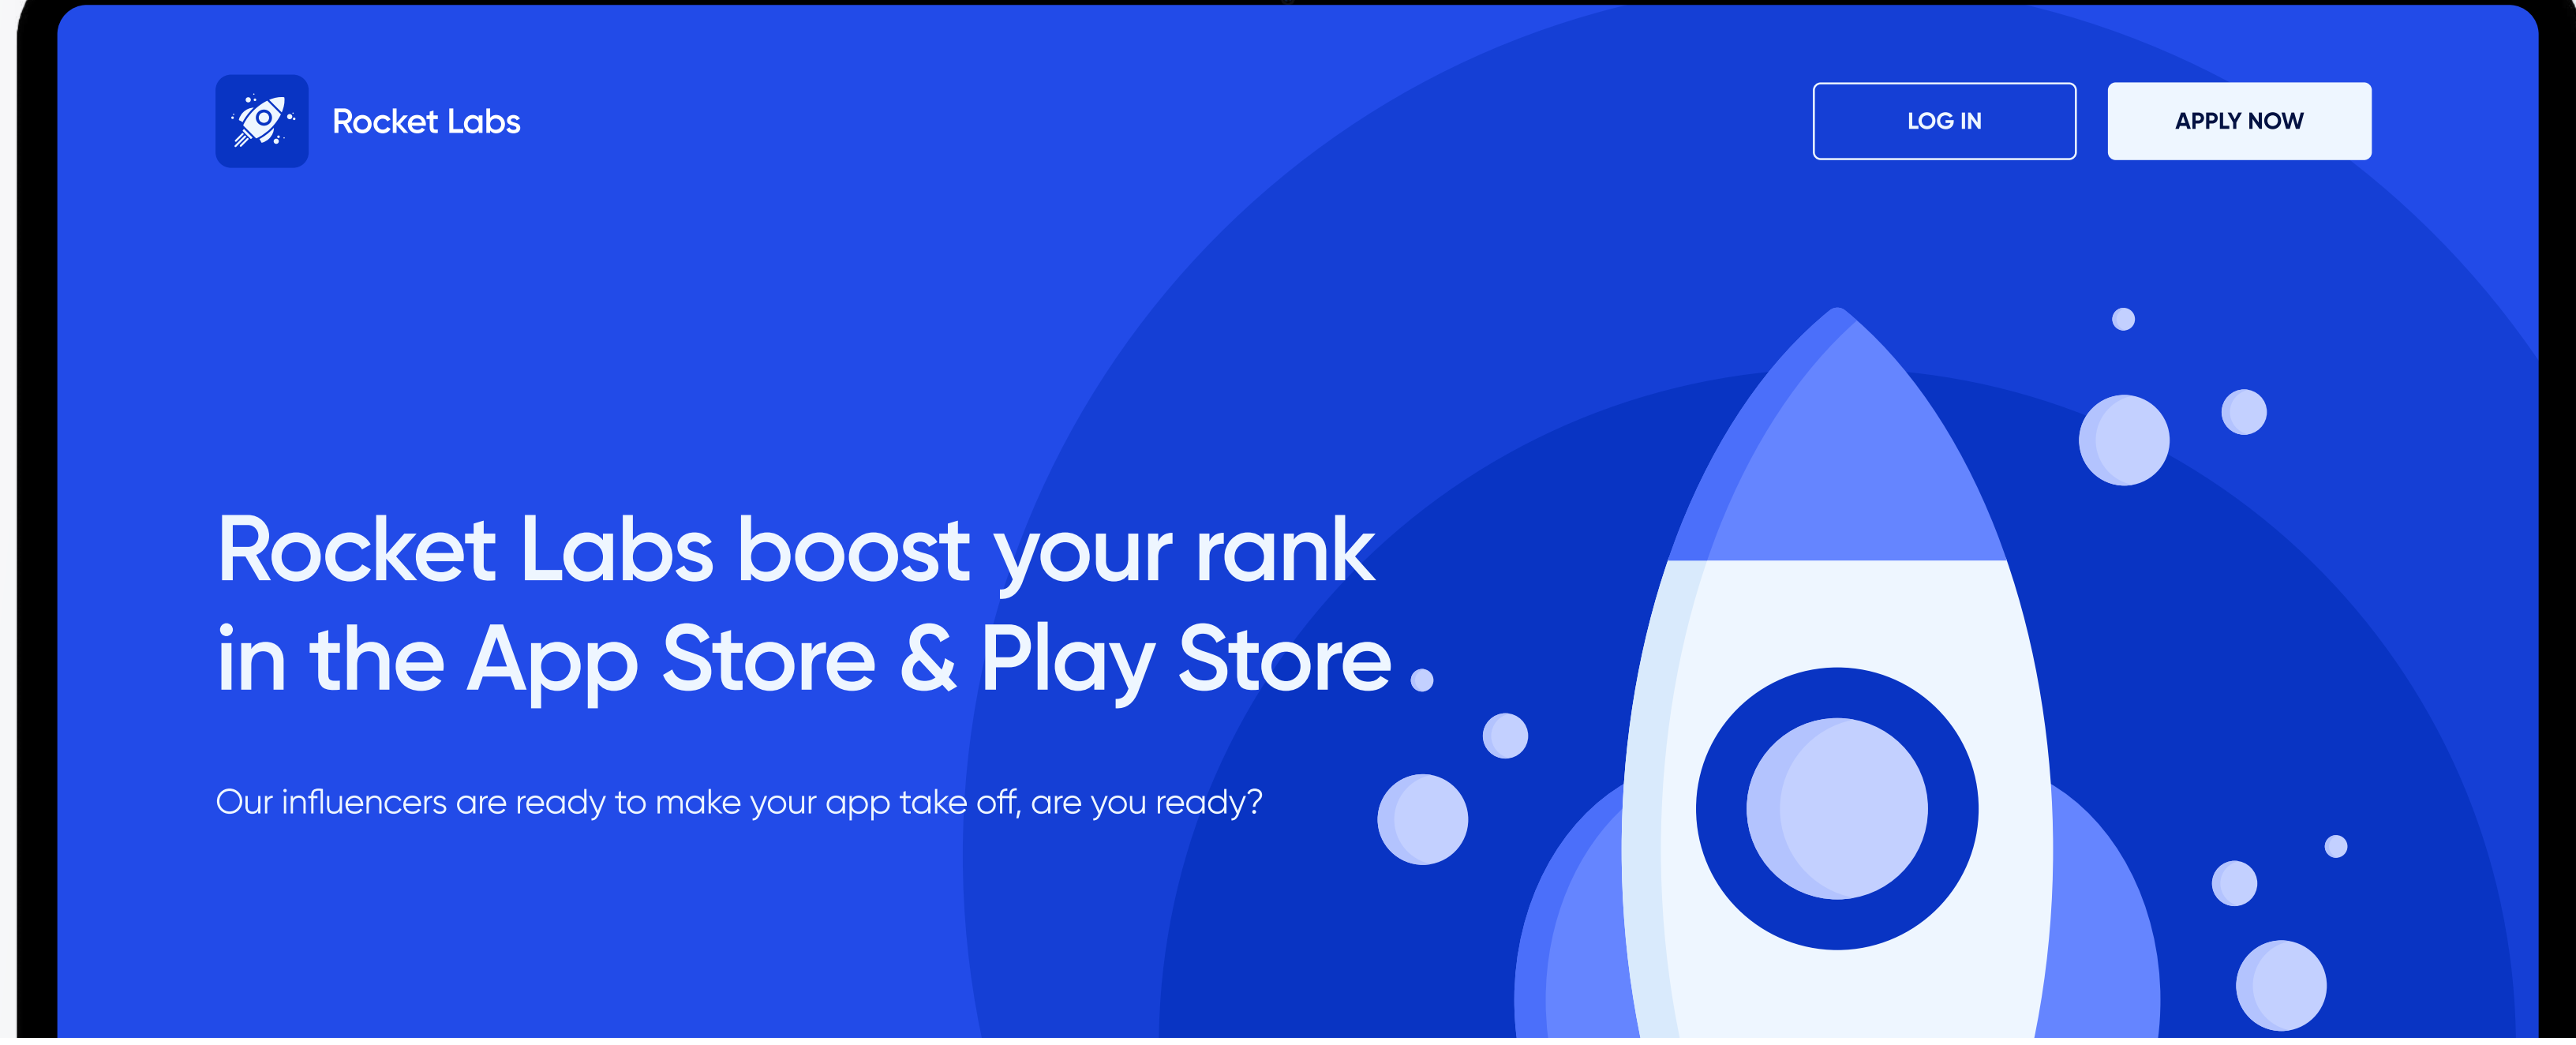 Rocket Labs
LOG IN
APPLY NOW
Rocket Labs boost your rank
in the App Store & Play Store
Our influencers are ready to make your app take off, are you ready?